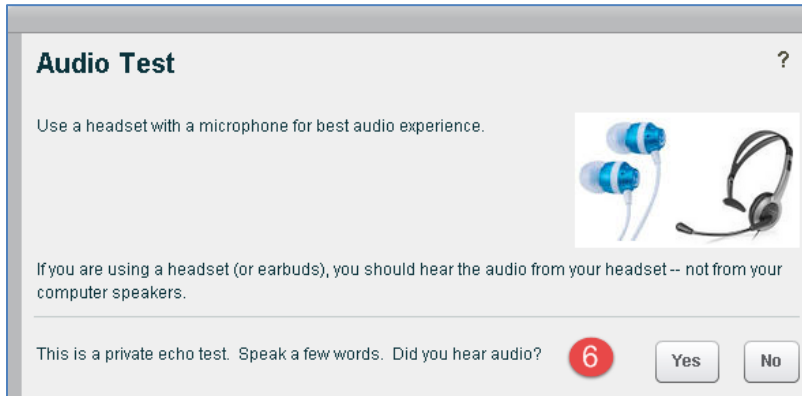 Audio Test
?
Use a headset with a microphone for best audio experience.
If you are using a headset (or earbuds), you should hear the audio from your headset -- not from your
computer speakers.
This is a private echo test. Speak a few words. Did you hear audio?
6
Yes
No